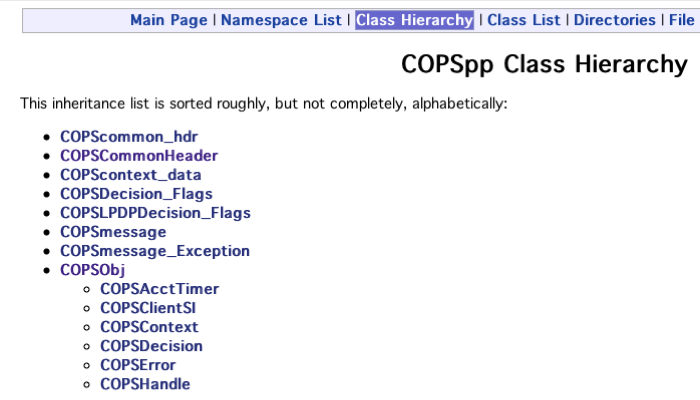 Main Page | Namespace List | Class Hierarchy | Class List | Directories | File
COPSpp Class Hierarchy
This inheritance list is sorted roughly, but not completely, alphabetically:
COPScommon_hdr
COPSCommonHeader
COPScontext_data
COPSDecision_Flags
COPSLPDPDecision_Flags
COPSmessage
COPSmessage_Exception
COPSObj
COPSAcctTimer
COPSClientSI
COPSContext
COPSDecision
COPSError
COPSHandle